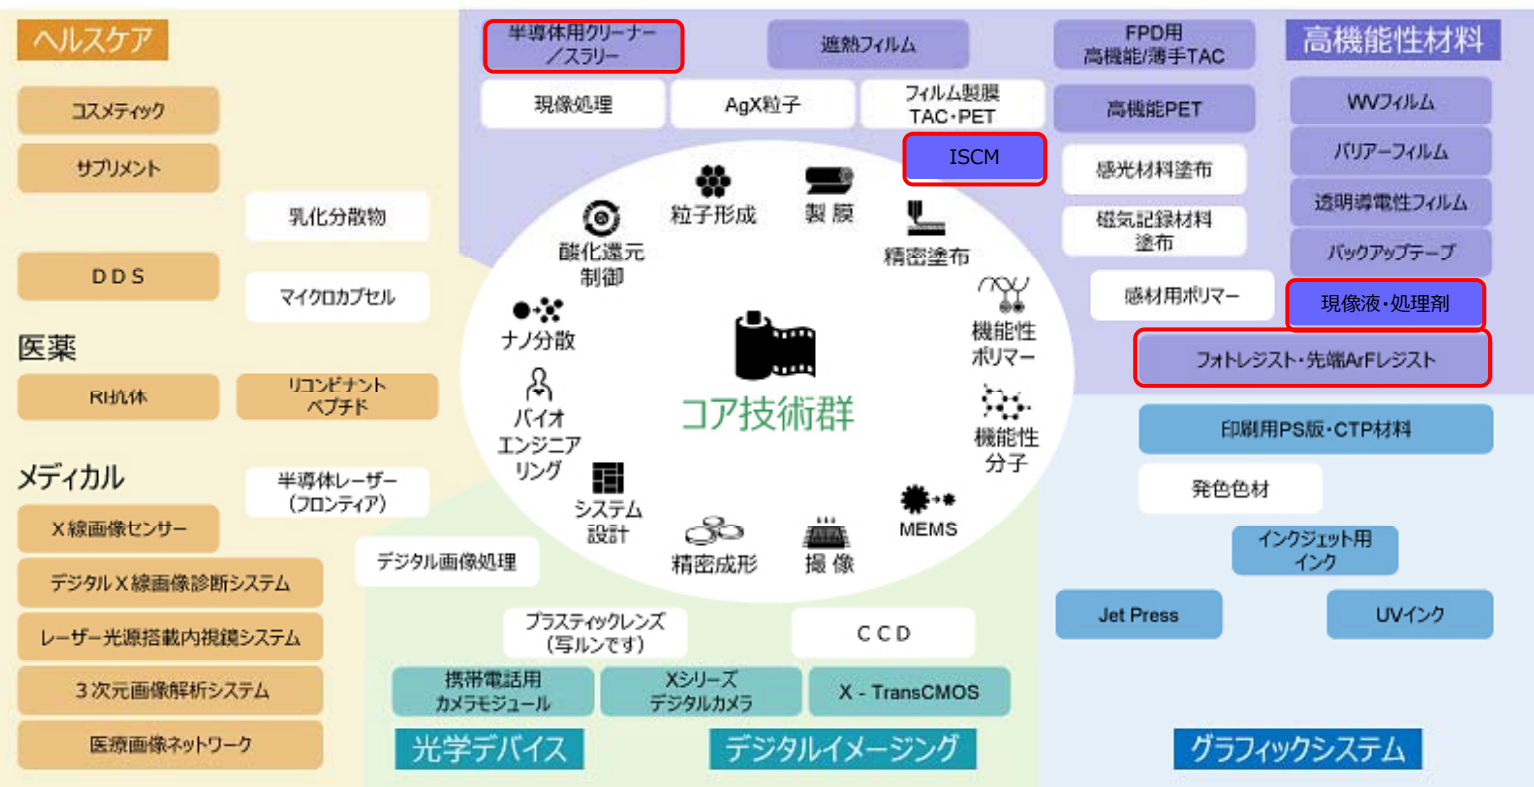 ヘルスケア
コスメティック
サプリメント
乳化分散物
DDS
マイクロカプセル
医薬
RI抗体
リコンビナント
ペプチド
メディカル
半導体レーザー
(フロンティア)
X線画像センサー
デジタル画像処理
デジタルX線画像診断システム
レーザー光源搭載内視鏡システム
3次元画像解析システム
医療画像ネットワーク
半導体用クリーナー
/スラリー
遮熱フィルム
FPD用
高機能/薄手TAC
高機能性材料
現像処理
AgX粒子
フィルム製膜
TAC・PET
高機能PET
WVフィルム
ISCM
感光材料塗布
バリアーフィルム
磁気記録材料
塗布
透明導電性フィルム
バックアップテープ
感材用ポリマー
現像液・処理剤
フォトレジスト・先端ArFレジスト
粒子形成
製膜
酸化還元
制御
精密塗布
ナノ分散
機能性
ポリマー
コア技術群
バイオ
エンジニア
リング
機能性
分子
システム
設計
精密成形
撮像
MEMS
プラスティックレンズ
(写ルンです)
CCD
携帯電話用
カメラモジュール
Xシリーズ
デジタルカメラ
X - TransCMOS
光学デバイス
デジタルイメージング
印刷用PS版・CTP材料
発色色材
インクジェット用
インク
Jet Press
UVインク
グラフィックシステム